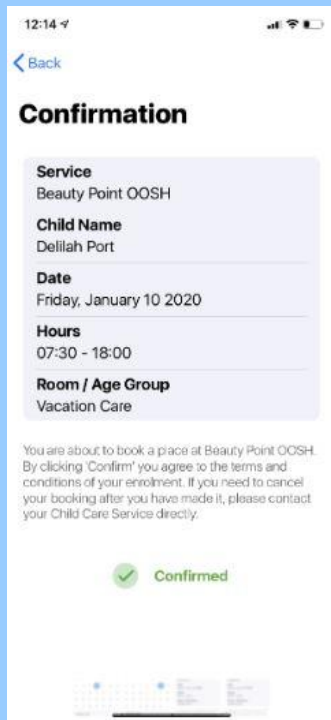 12:14
Back
Confirmation
Service
Beauty Point OOSH
Child Name
Delilah Port
Date
Friday, January 10 2020
Hours
07:30 - 18:00
Room / Age Group
Vacation Care
You are about to book a place at Beauty Point OOSH.
By clicking 'Confirm' you agree to the terms and
conditions of your enrolment. If you need to cancel
your booking after you have made it, please contact
your Child Care Service directly.
Confirmed